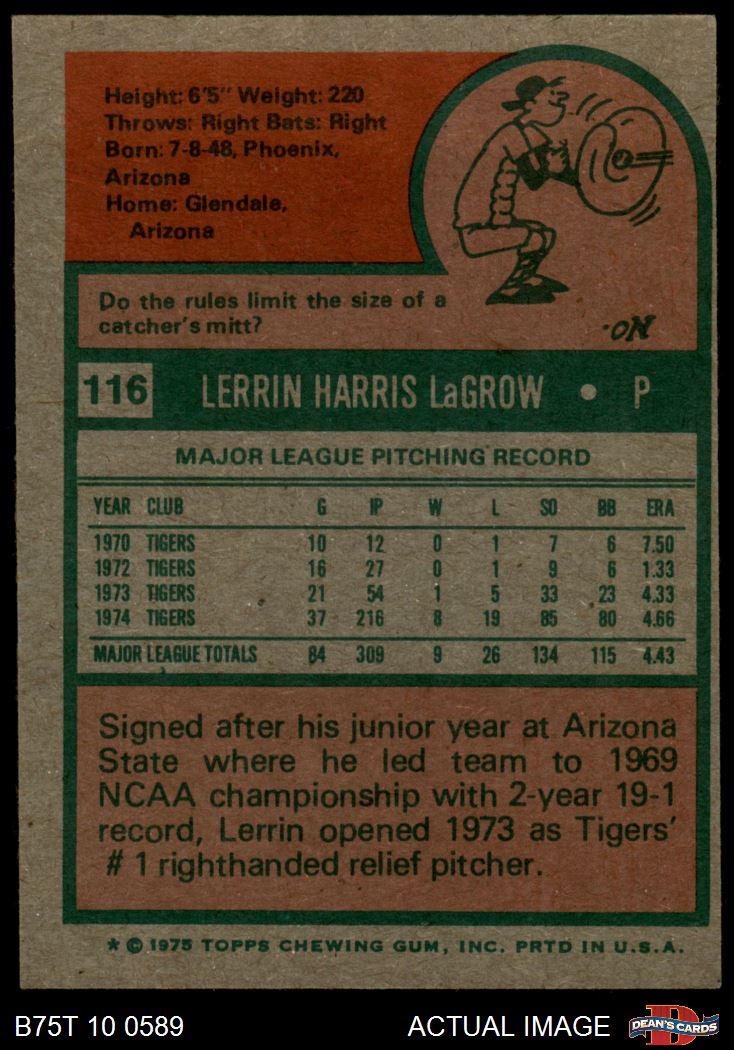 Height: 6'5" Weight: 220
Throws: Right Bats: Right
Born: 7-8-48, Phoenix,
Arizona
Home: Glendale,
Arizona
Do the rules limit the size of a
catcher's mitt?
No.
116 LERRIN HARRIS LaGROW • P
MAJOR LEAGUE PITCHING RECORD
YEAR CLUB G IP W L SO BB ERA
1970 TIGERS 10 12 0 1 7 6 7.50
1972 TIGERS 16 27 0 1 9 6 1.33
1973 TIGERS 21 54 1 5 33 23 4.33
1974 TIGERS 37 216 8 19 85 80 4.66
MAJOR LEAGUE TOTALS 84 309 9 26 134 115 4.43
Signed after his junior year at Arizona
State where he led team to 1969
NCAA championship with 2-year 19-1
record, Lerrin opened 1973 as Tigers'
# 1 righthanded relief pitcher.
* © 1975 TOPPS CHEWING GUM, INC. PRTD IN U.S.A.
B75T 10 0589 ACTUAL IMAGE DEAN'S CARDS